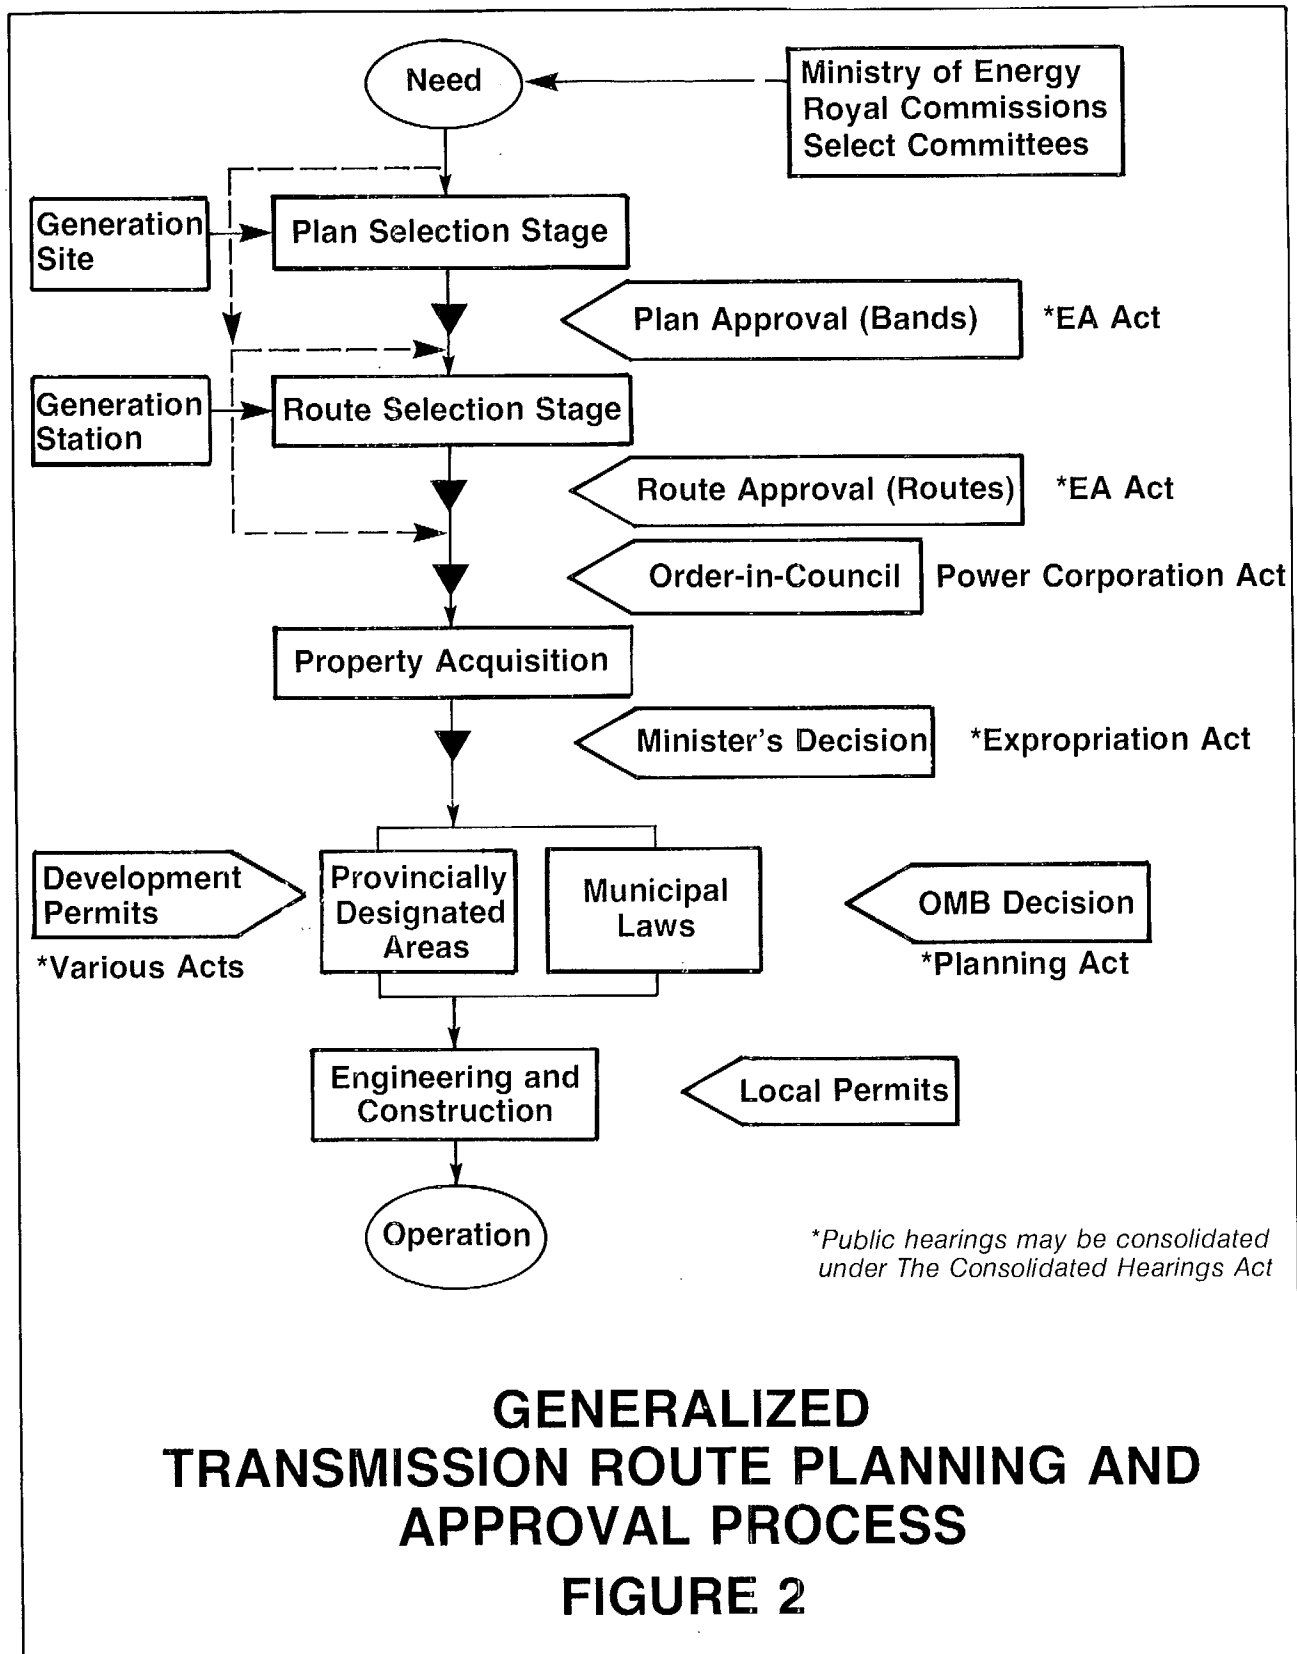 Need
Ministry of Energy
Royal Commissions
Select Committees
Generation
Site
Plan Selection Stage
Plan Approval (Bands)
*EA Act
Generation
Station
Route Selection Stage
Route Approval (Routes)
*EA Act
Order-in-Council
Power Corporation Act
Property Acquisition
Minister's Decision
*Expropriation Act
Development
Permits
*Various Acts
Provincially
Designated
Areas
Municipal
Laws
OMB Decision
*Planning Act
Engineering and
Construction
Local Permits
Operation
*Public hearings may be consolidated
under The Consolidated Hearings Act
GENERALIZED
TRANSMISSION ROUTE PLANNING AND
APPROVAL PROCESS
FIGURE 2